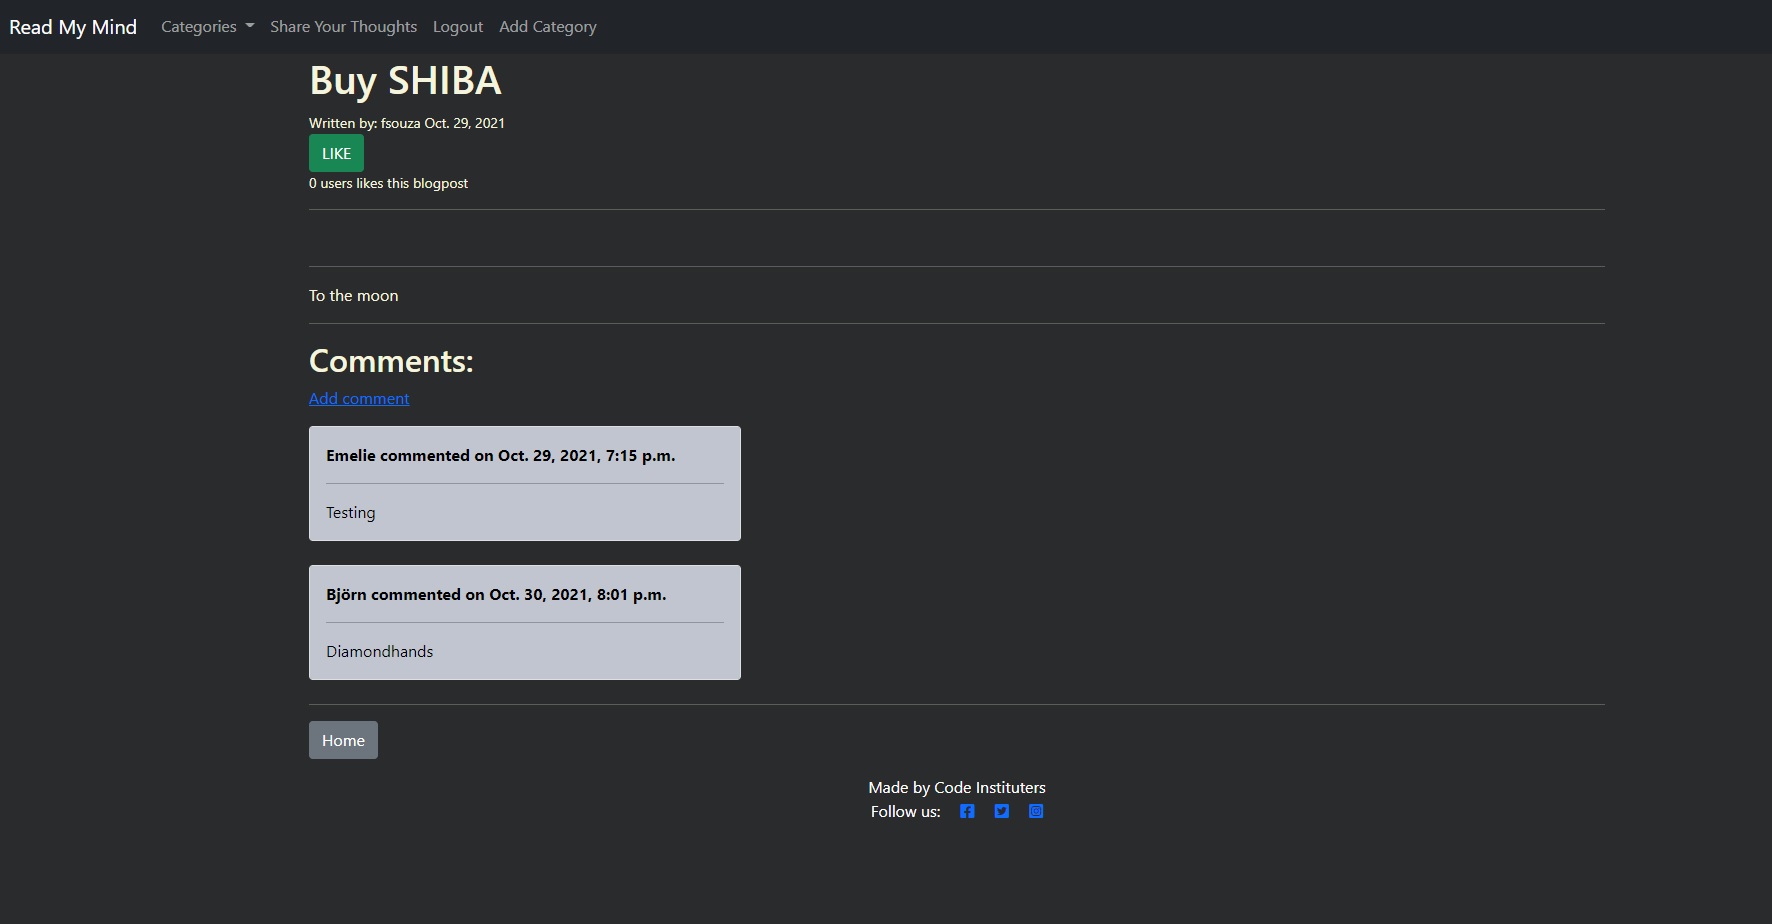 Read My Mind Categories Share Your Thoughts Logout Add Category
Buy SHIBA
Written by: fsouza Oct. 29, 2021
LIKE
0 users likes this blogpost
To the moon
Comments:
Add comment
Emelie commented on Oct. 29, 2021, 7:15 p.m.
Testing
Björn commented on Oct. 30, 2021, 8:01 p.m.
Diamondhands
Home
Made by Code Instituters
Follow us: